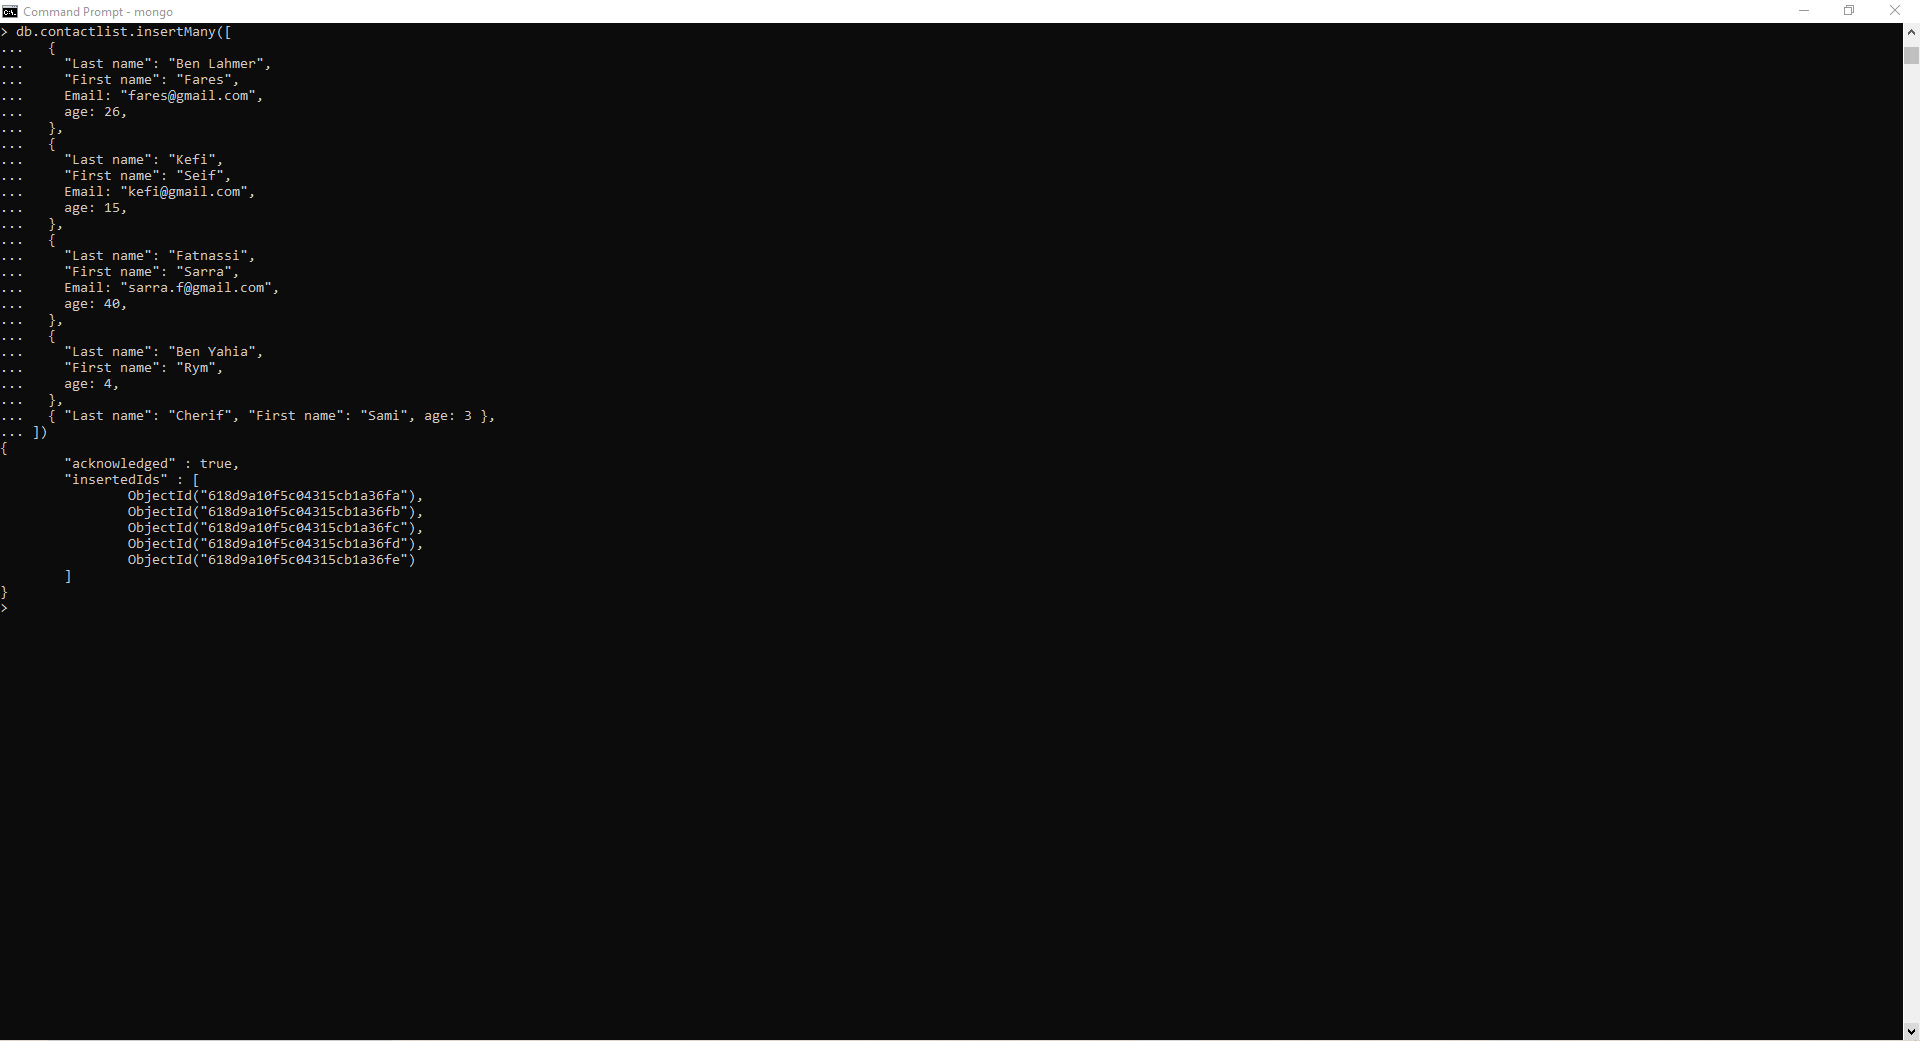 Command Prompt - mongo
> db.contactlist.insertMany([
...   {
...     "Last name": "Ben Lahmer",
...     "First name": "Fares",
...     Email: "fares@gmail.com",
...     age: 26,
...   },
...   {
...     "Last name": "Kefi",
...     "First name": "Seif",
...     Email: "kefi@gmail.com",
...     age: 15,
...   },
...   {
...     "Last name": "Fatnassi",
...     "First name": "Sarra",
...     Email: "sarra.f@gmail.com",
...     age: 40,
...   },
...   {
...     "Last name": "Ben Yahia",
...     "First name": "Rym",
...     age: 4,
...   },
...   { "Last name": "Cherif", "First name": "Sami", age: 3 },
... ])
{
        "acknowledged" : true,
        "insertedIds" : [
                ObjectId("618d9a10f5c04315cb1a36fa"),
                ObjectId("618d9a10f5c04315cb1a36fb"),
                ObjectId("618d9a10f5c04315cb1a36fc"),
                ObjectId("618d9a10f5c04315cb1a36fd"),
                ObjectId("618d9a10f5c04315cb1a36fe")
        ]
}
>